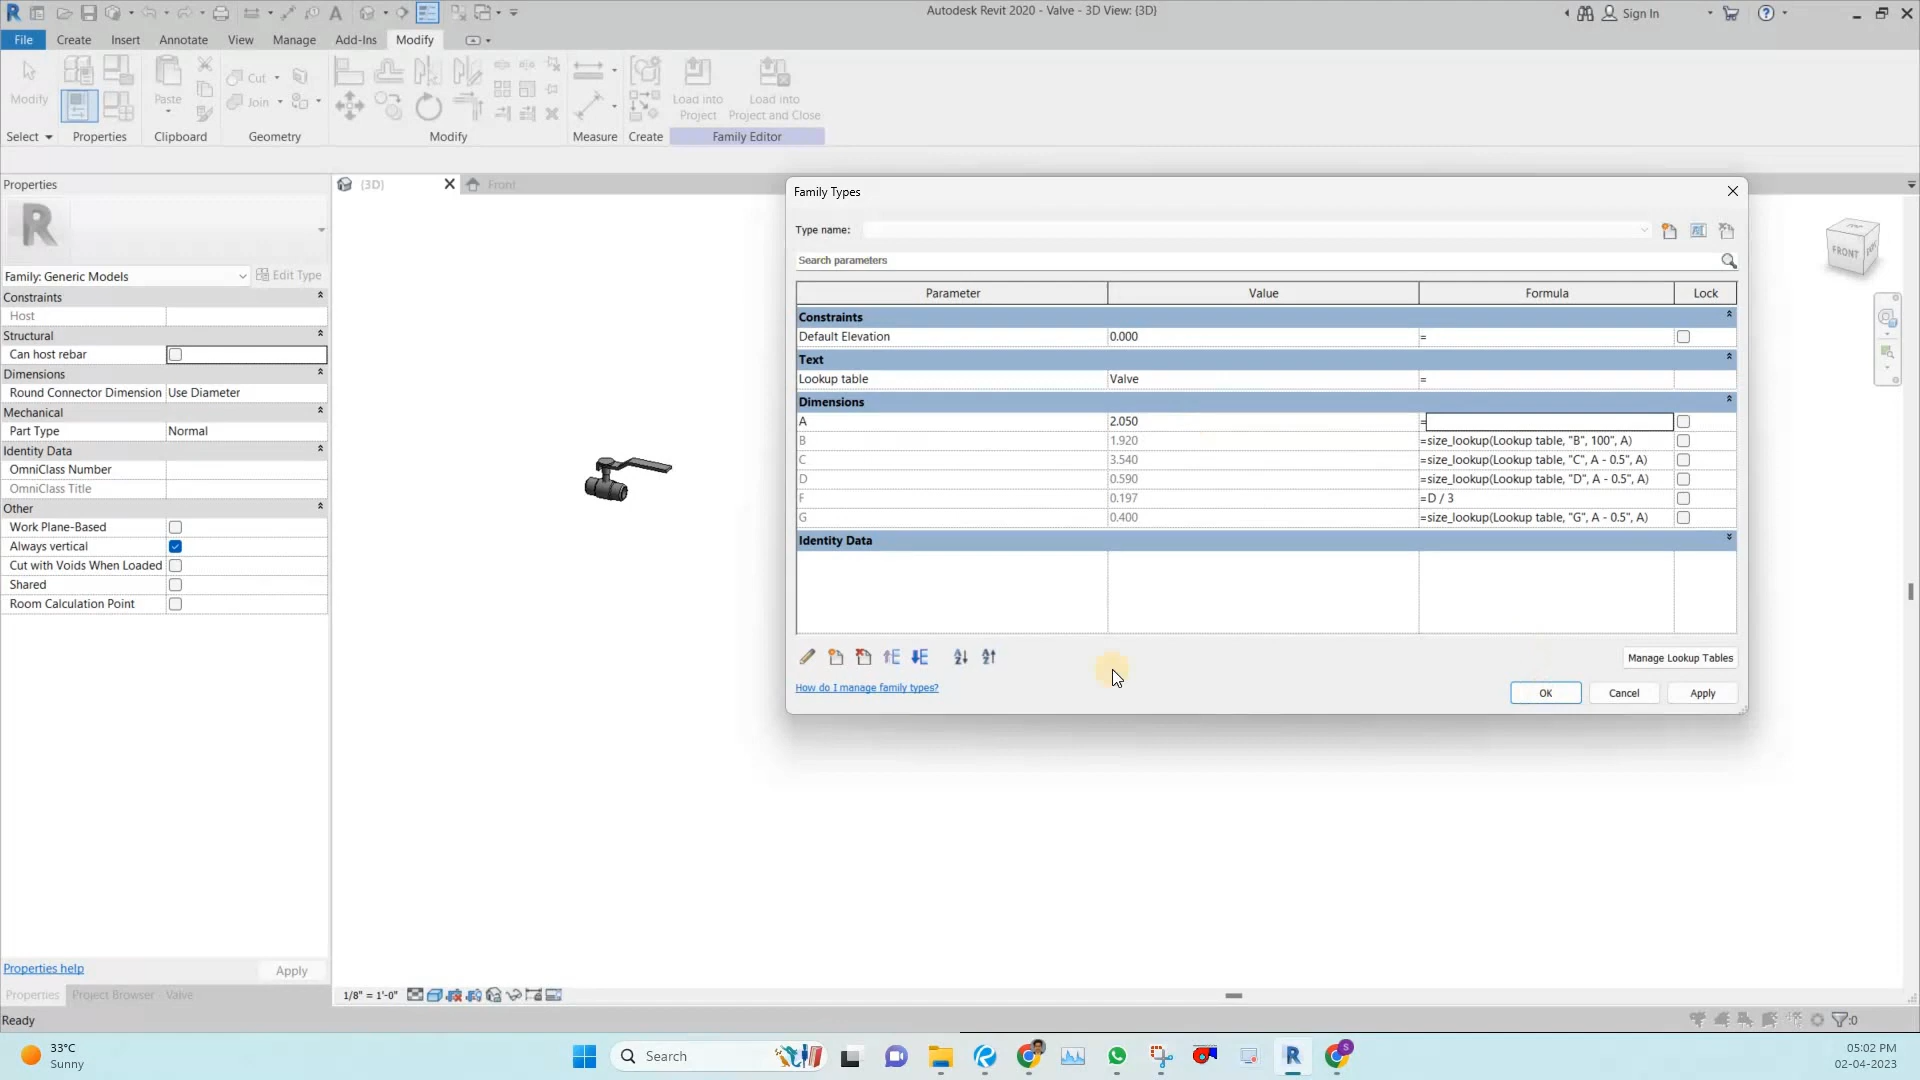 Autodesk Revit 2020 - Valve - 3D View: {3D}
Sign In
File Create Insert Annotate View Manage Add-Ins Modify
Modify
Paste
Cut
Join
Load into Project
Load into Project and Close
Select Properties Clipboard Geometry Modify Measure Create Family Editor
Properties
{3D}
Front
R
Family: Generic Models
Edit Type
Constraints
Host
Structural
Can host rebar
Dimensions
Round Connector Dimension Use Diameter
Mechanical
Part Type Normal
Identity Data
OmniClass Number
OmniClass Title
Other
Work Plane-Based
Always vertical
Cut with Voids When Loaded
Shared
Room Calculation Point
Properties help
Apply
Properties Project Browser - Valve
Ready
Family Types
Type name:
Search parameters
Parameter Value Formula Lock
Constraints
Default Elevation 0.000 =
Text
Lookup table Valve =
Dimensions
A 2.050 =
B 1.920 =size_lookup(Lookup table, "B", 100", A)
C 3.540 =size_lookup(Lookup table, "C", A - 0.5", A)
D 0.590 =size_lookup(Lookup table, "D", A - 0.5", A)
F 0.197 =D / 3
G 0.400 =size_lookup(Lookup table, "G", A - 0.5", A)
Identity Data
Manage Lookup Tables
How do I manage family types?
OK Cancel Apply
FRONT
1/8" = 1'-0"
:0
33°C
Sunny
Search
05:02 PM
02-04-2023